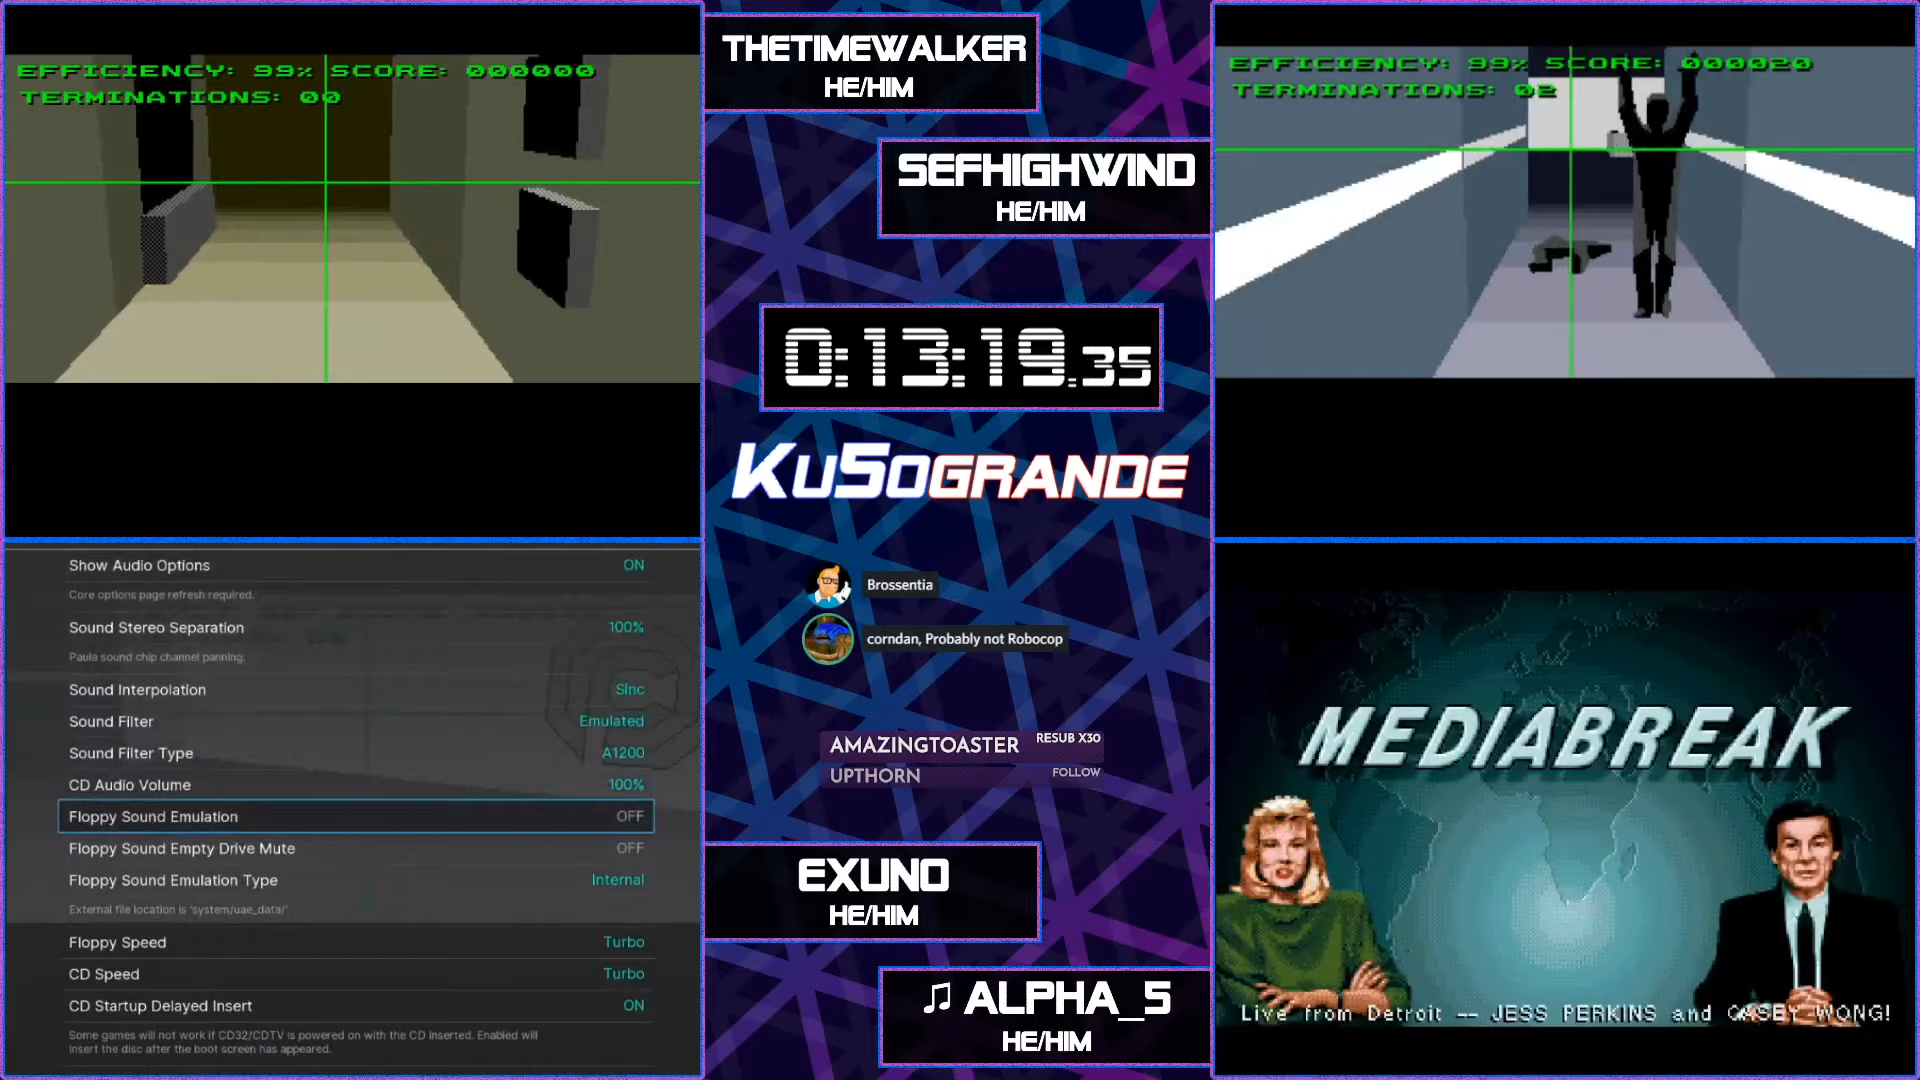 EFFICIENCY: 99% SCORE: 000000
TERMINATIONS: 00
THETIMEWALKER
HE/HIM
SEFHIGHWIND
HE/HIM
EFFICIENCY: 99% SCORE: 000020
TERMINATIONS: 02
0:13:19.35
KU5OGRANDE
Brossentia
corndan, Probably not Robocop
AMAZINGTOASTER RESUB X30
UPTHORN FOLLOW
EXUNO
HE/HIM
♫ ALPHA_5
HE/HIM
Show Audio Options ON
Core options page refresh required.
Sound Stereo Separation 100%
Paula sound chip channel panning.
Sound Interpolation Sinc
Sound Filter Emulated
Sound Filter Type A1200
CD Audio Volume 100%
Floppy Sound Emulation OFF
Floppy Sound Empty Drive Mute OFF
Floppy Sound Emulation Type Internal
External file location is 'system/uae_data/'
Floppy Speed Turbo
CD Speed Turbo
CD Startup Delayed Insert ON
Some games will not work if CD32/CDTV is powered on with the CD inserted. Enabled will
insert the disc after the boot screen has appeared.
MEDIABREAK
Live from Detroit -- JESS PERKINS and CASEY WONG!